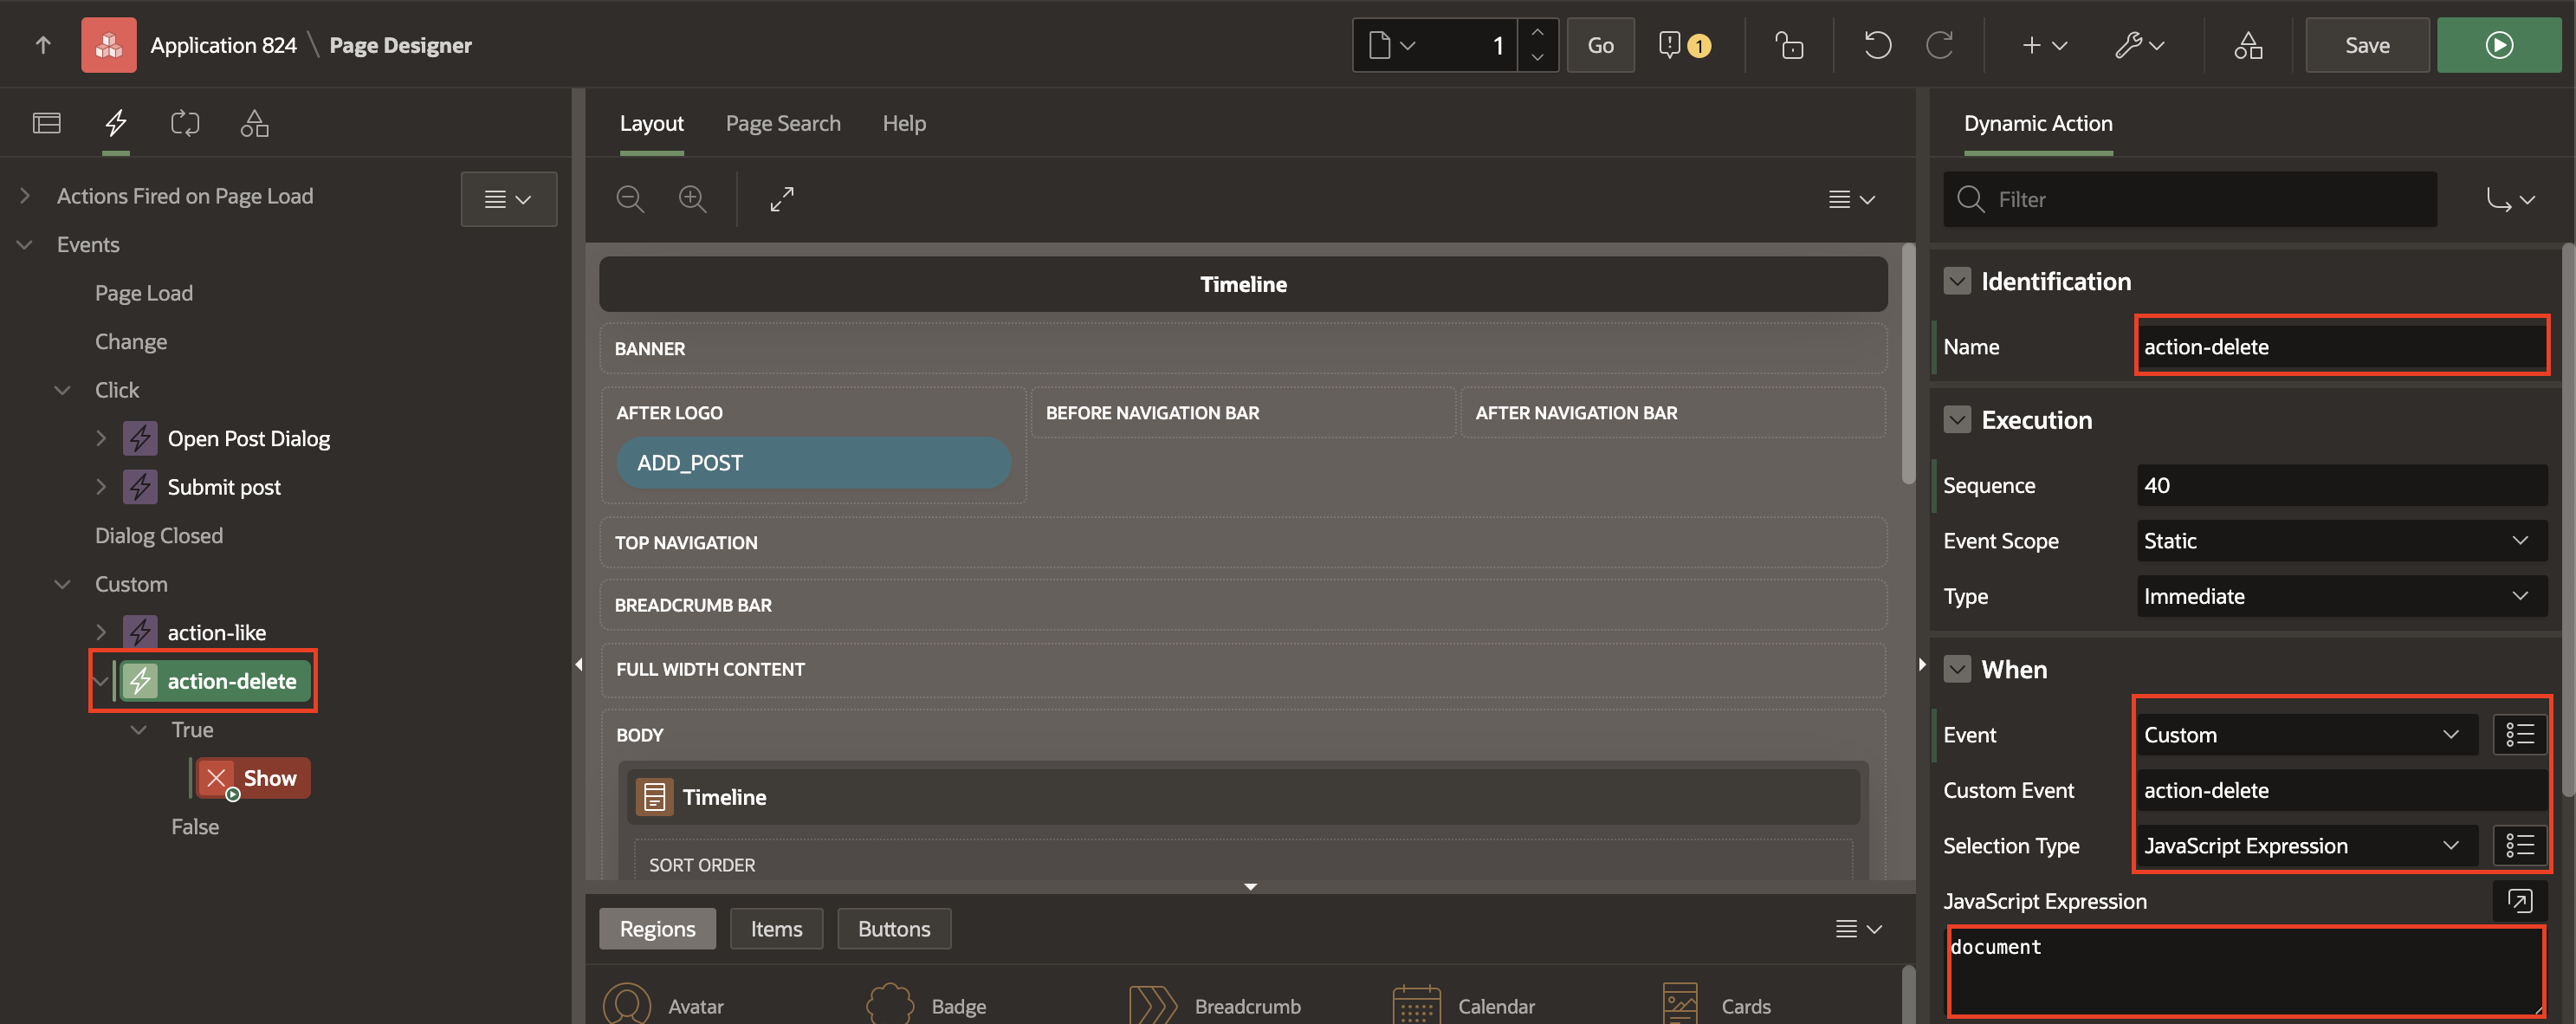 Application 824 \ Page Designer
1
Go
1
Save
Actions Fired on Page Load
Events
Page Load
Change
Click
Open Post Dialog
Submit post
Dialog Closed
Custom
action-like
action-delete
True
Show
False
Layout
Page Search
Help
Timeline
BANNER
AFTER LOGO
BEFORE NAVIGATION BAR
AFTER NAVIGATION BAR
ADD_POST
TOP NAVIGATION
BREADCRUMB BAR
FULL WIDTH CONTENT
BODY
Timeline
SORT ORDER
Regions
Items
Buttons
Avatar
Badge
Breadcrumb
Calendar
Cards
Dynamic Action
Filter
Identification
Name
action-delete
Execution
Sequence
40
Event Scope
Static
Type
Immediate
When
Event
Custom
Custom Event
action-delete
Selection Type
JavaScript Expression
JavaScript Expression
document